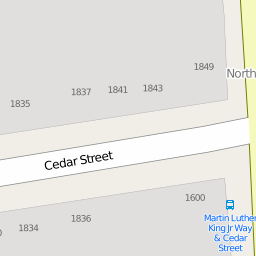 1849
North
1837
1841
1843
1835
Cedar Street
1600
Martin Luther
King Jr Way
& Cedar
Street
1836
1834